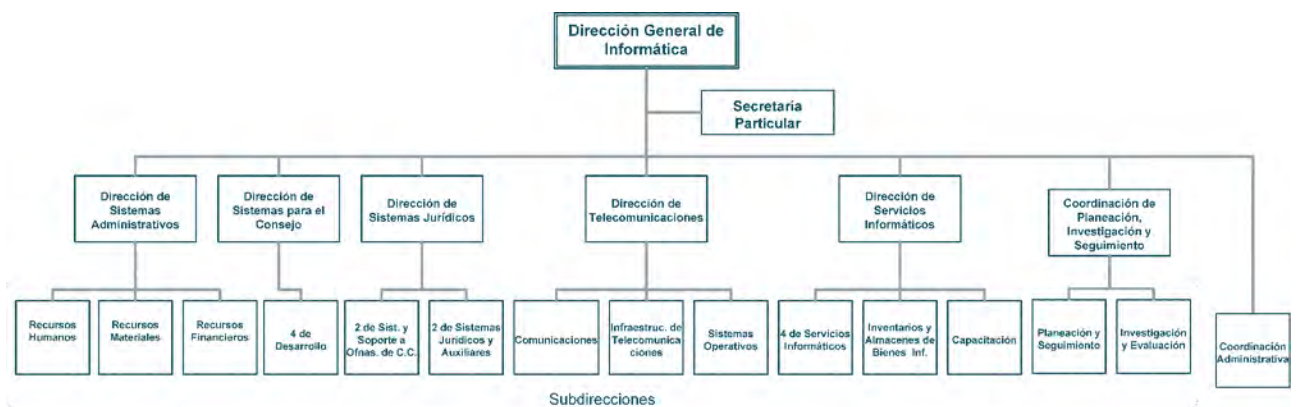 Dirección General de
Informática
Secretaría
Particular
Dirección de
Sistemas
Administrativos
Dirección de
Sistemas para el
Consejo
Dirección de
Sistemas Jurídicos
Dirección de
Telecomunicaciones
Dirección de
Servicios
Informáticos
Coordinación de
Planeación,
Investigación y
Seguimiento
Recursos
Humanos
Recursos
Materiales
Recursos
Financieros
4 de
Desarrollo
2 de Sist. y
Soporte a
Ofnas. de C.C.
2 de Sistemas
Jurídicos y
Auxiliares
Comunicaciones
Infraestruc. de
Telecomunica
ciones
Sistemas
Operativos
4 de Servicios
Informáticos
Inventarios y
Almacenes de
Bienes Inf.
Capacitación
Planeación y
Seguimiento
Investigación
y Evaluación
Coordinación
Administrativa
Subdirecciones